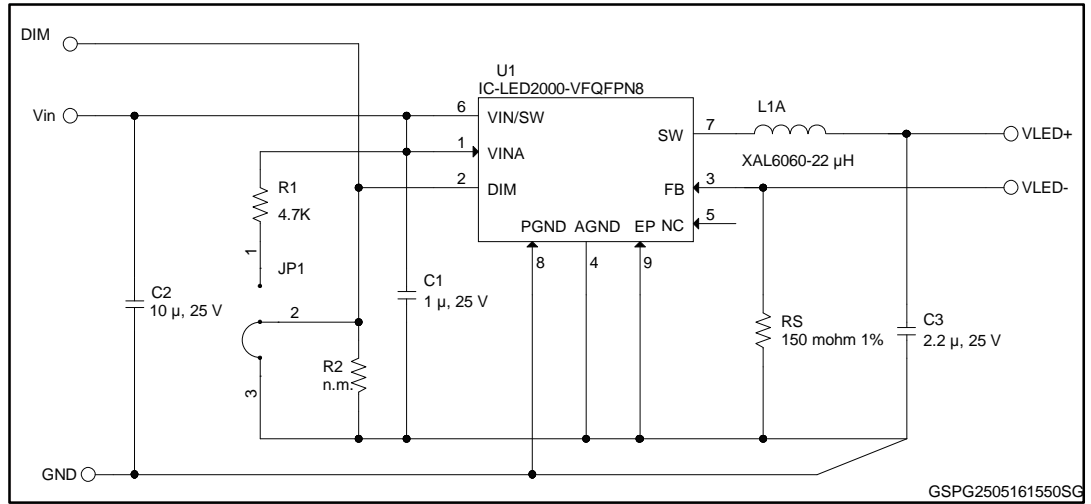 DIM
U1
IC-LED2000-VFQFPN8
Vin
6
VIN/SW
L1A
SW
7
VLED+
1
VINA
XAL6060-22 µH
2
DIM
FB
3
VLED-
R1
4.7K
PGND
AGND
EP
NC
5
8
4
9
1
JP1
C2
10 µ, 25 V
C1
1 µ, 25 V
2
RS
150 mohm 1%
C3
2.2 µ, 25 V
R2
n.m.
3
GND
GSPG2505161550SG